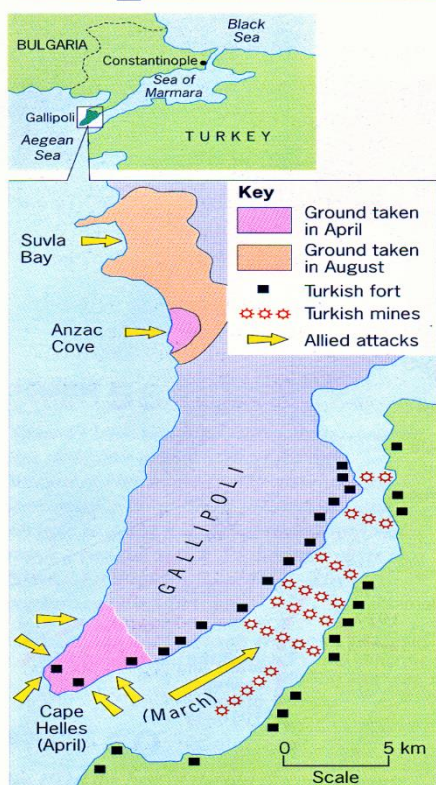 BULGARIA
Black
Sea
Constantinople
Sea of
Marmara
Gallipoli
Aegean
Sea
TURKEY
Key
Ground taken
in April
Ground taken
in August
Turkish fort
Turkish mines
Allied attacks
Suvla
Bay
Anzac
Cove
GALLIPOLI
(March)
Cape
Helles
(April)
0 5 km
Scale